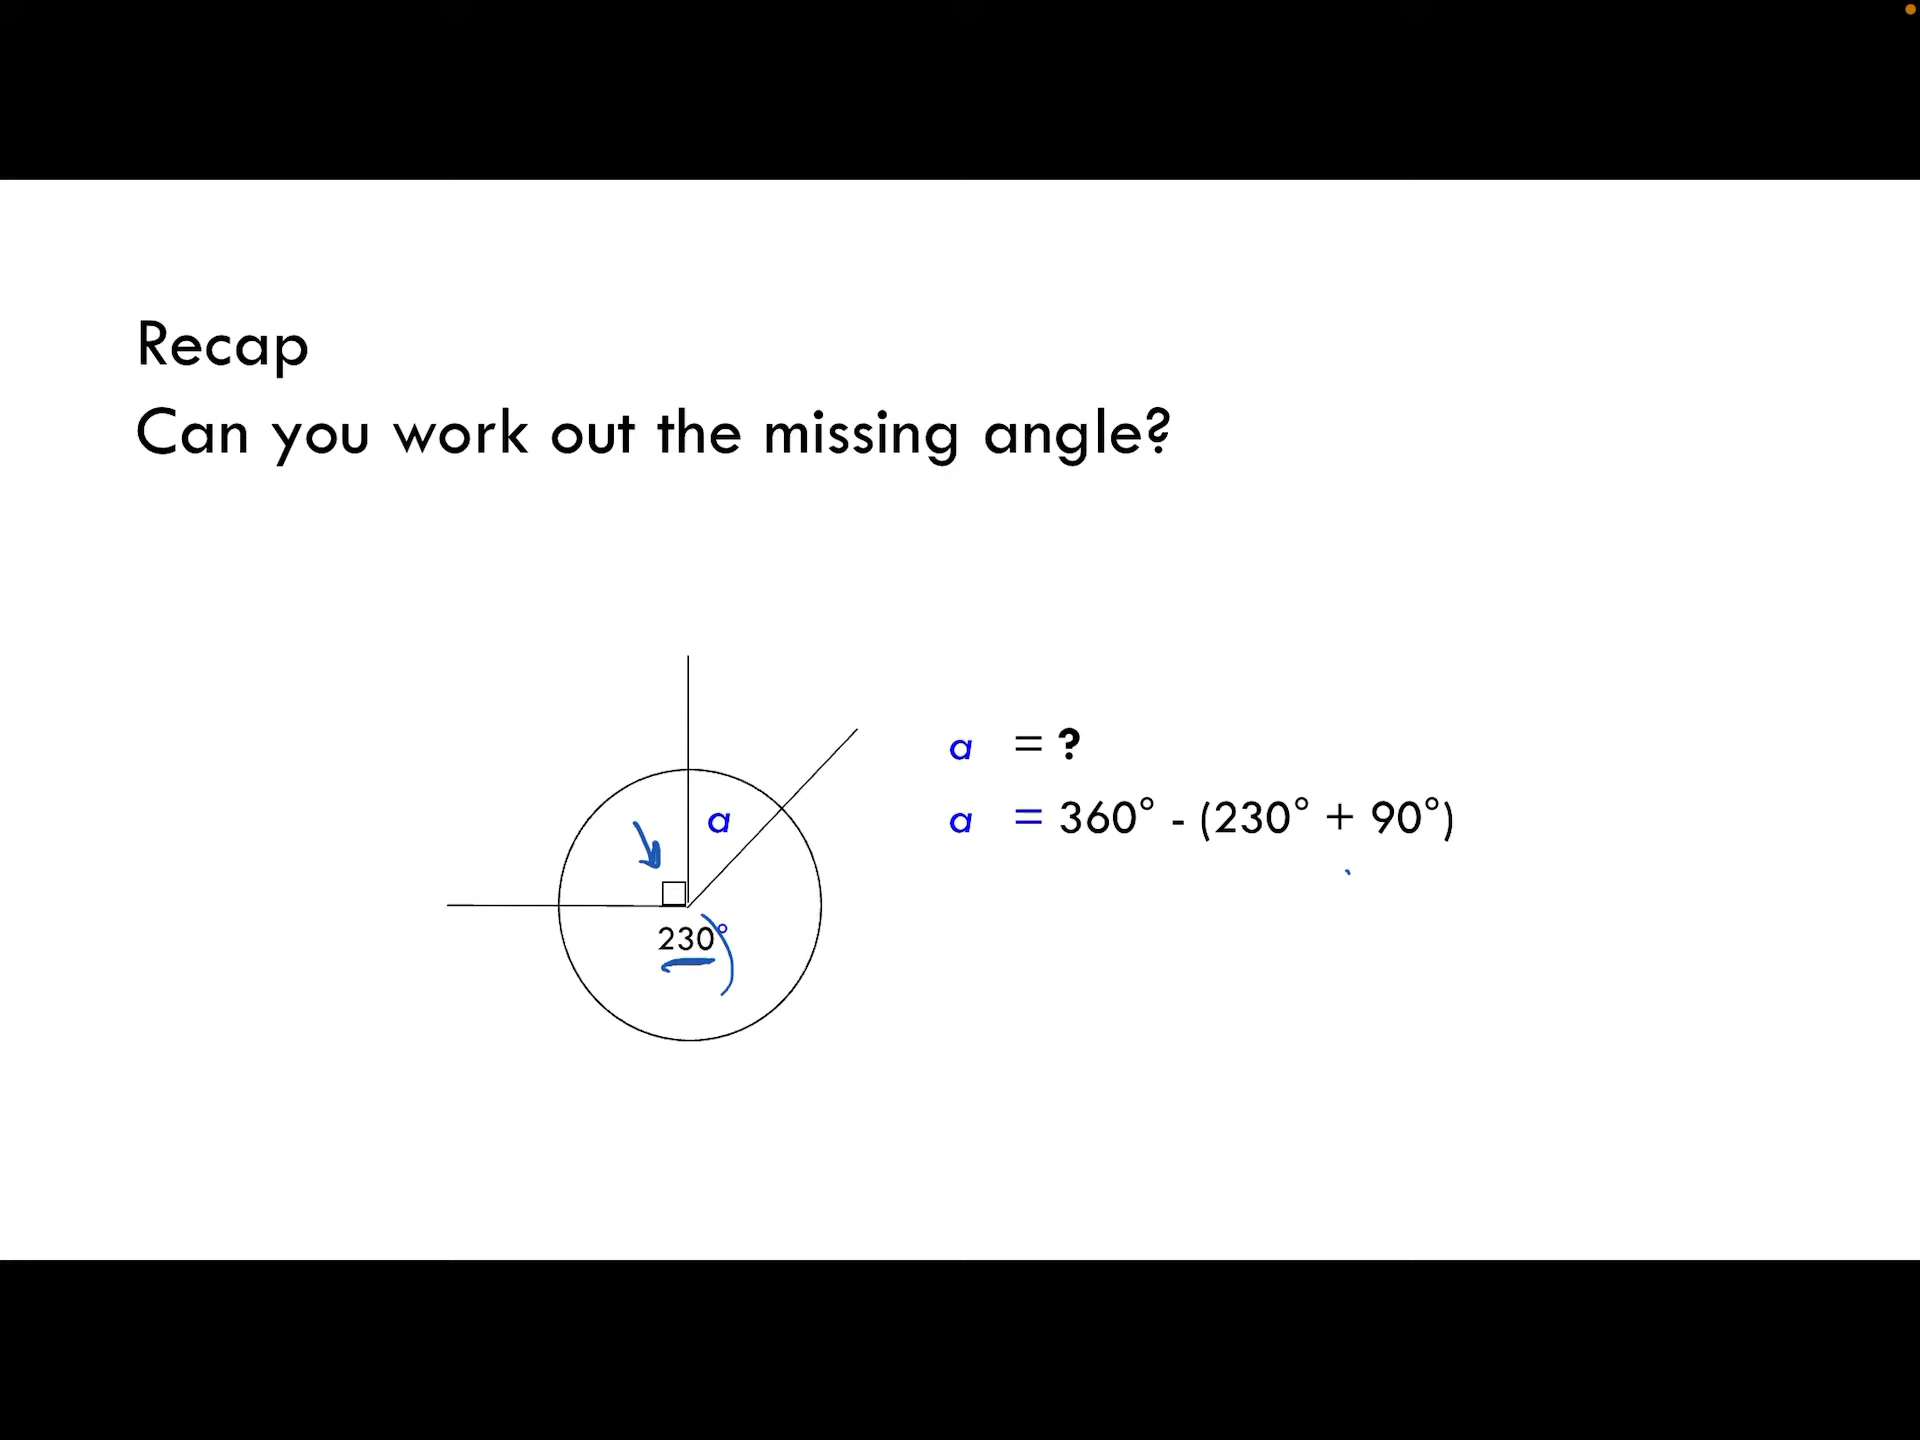 Recap
Can you work out the missing angle?
a = ?
a
a = 360° - (230° + 90°)
230°